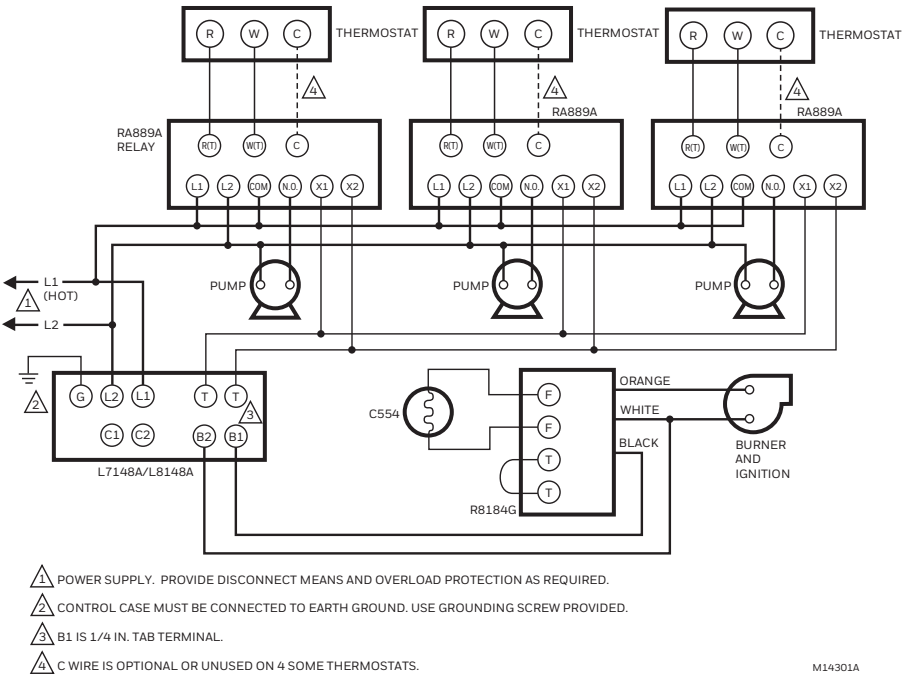 R W C THERMOSTAT R W C THERMOSTAT R W C THERMOSTAT
4 4 4
RA889A
RELAY
RA889A
RA889A
R(T) W(T) C R(T) W(T) C R(T) W(T) C
L1 L2 COM N.O. X1 X2 L1 L2 COM N.O. X1 X2 L1 L2 COM N.O. X1 X2
PUMP PUMP PUMP
L1
(HOT)
1
L2
G L2 L1 T T
2
3
C1 C2 B2 B1
L7148A/L8148A
C554
F
F
T
T
R8184G
ORANGE
WHITE
BLACK
BURNER
AND
IGNITION
1 POWER SUPPLY. PROVIDE DISCONNECT MEANS AND OVERLOAD PROTECTION AS REQUIRED.
2 CONTROL CASE MUST BE CONNECTED TO EARTH GROUND. USE GROUNDING SCREW PROVIDED.
3 B1 IS 1/4 IN. TAB TERMINAL.
4 C WIRE IS OPTIONAL OR UNUSED ON 4 SOME THERMOSTATS.
M14301A